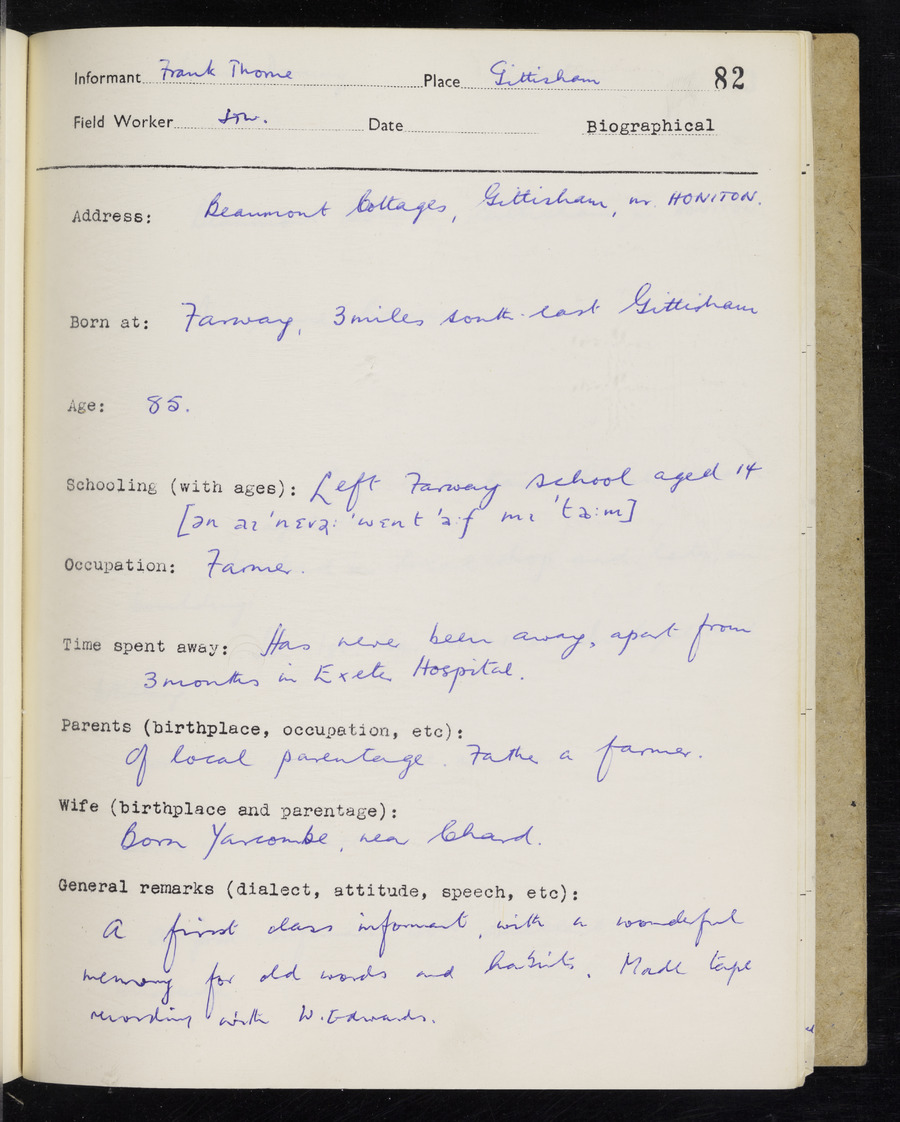 Informant Frank Thorne Place Gittisham 82
Field Worker Date Biographical
Address: Beaumont Cottages, Gittisham, nr. HONITON.
Born at: Farway, 3 miles south-east Gittisham
Age: 85.
Schooling (with ages): Left Farway school aged 14
Occupation: Farmer.
Time spent away: Has never been away, apart from
3 months in Exeter Hospital.
Parents (birthplace, occupation, etc):
Of local parentage. Father a farmer.
Wife (birthplace and parentage):
Born Yarcombe, near Chard.
General remarks (dialect, attitude, speech, etc):
A first class informant, with a wonderful
memory for old words and habits. Made tape
recording with W. Edwards.